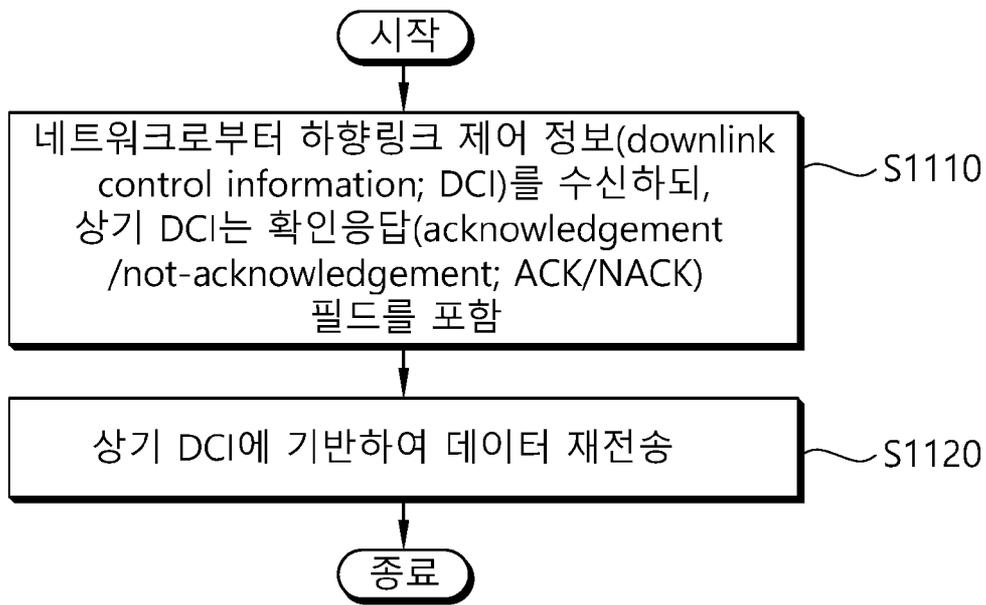 시작
네트워크로부터 하향링크 제어 정보(downlink
control information; DCI)를 수신하되,
상기 DCI는 확인응답(acknowledgement
/not-acknowledgement; ACK/NACK)
필드를 포함
S1110
상기 DCI에 기반하여 데이터 재전송
S1120
종료